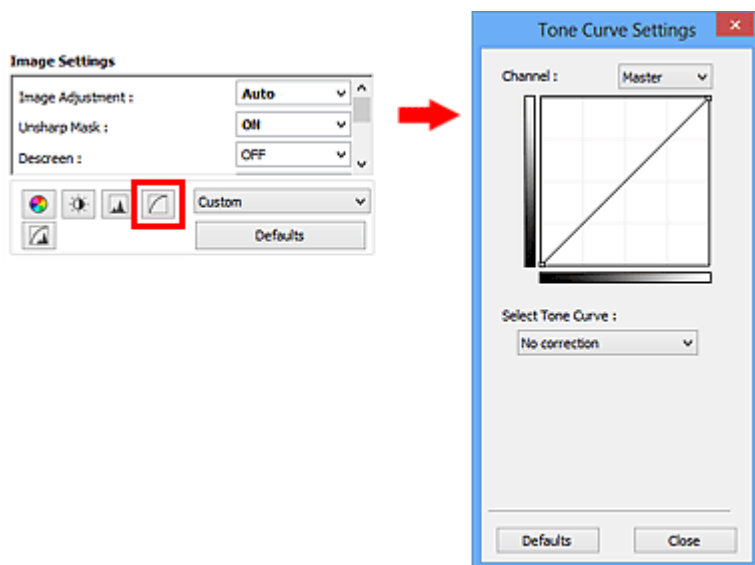 Image Settings
Image Adjustment : Auto
Unsharp Mask : ON
Descreen : OFF
Custom
Defaults
Tone Curve Settings
Channel : Master
Select Tone Curve :
No correction
Defaults Close